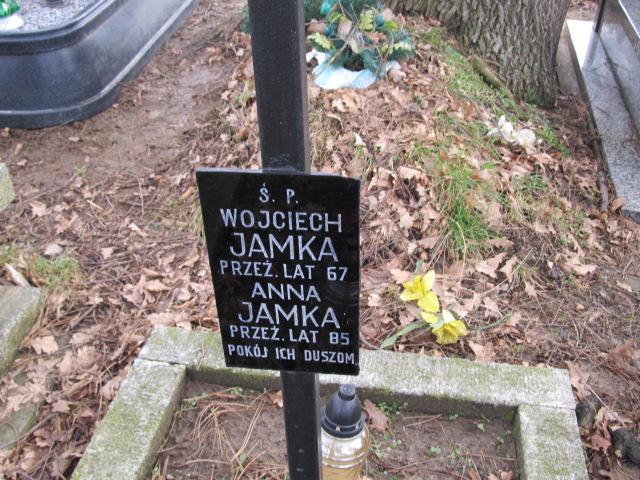 Ś. P.
WOJCIECH
JAMKA
PRZEŻ. LAT 67
ANNA
JAMKA
PRZEŻ. LAT 85
POKÓJ ICH DUSZOM.